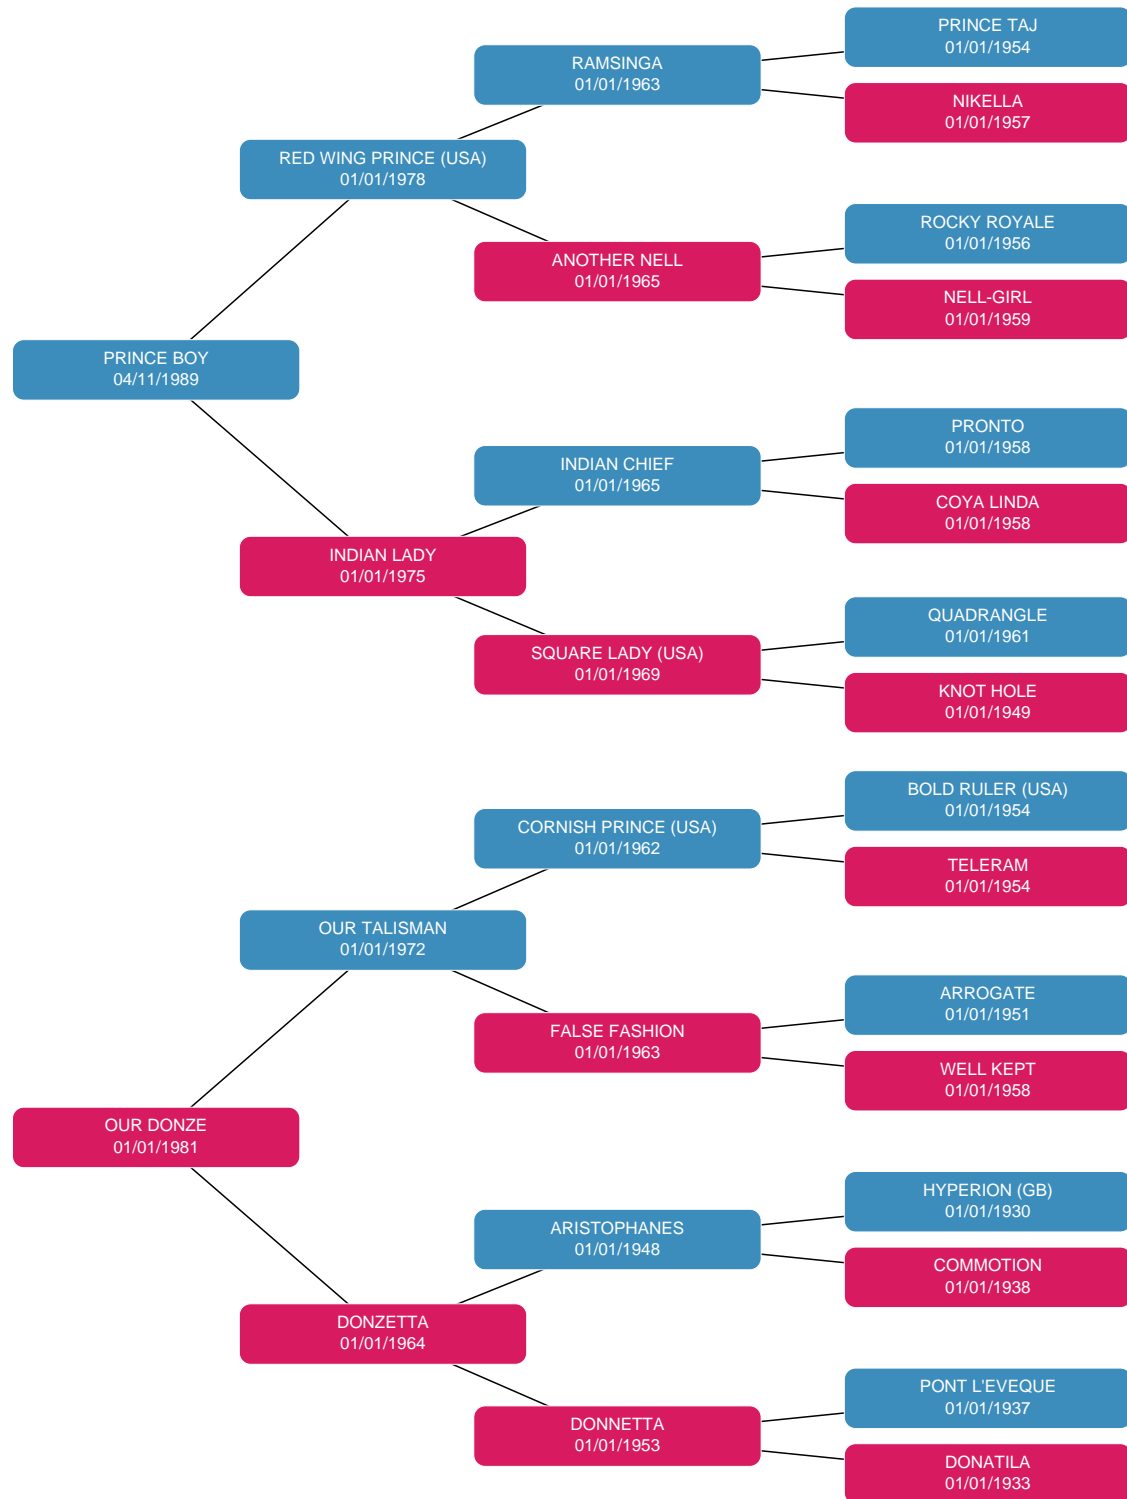 PRINCE TAJ
01/01/1954
RAMSINGA
01/01/1963
NIKELLA
01/01/1957
RED WING PRINCE (USA)
01/01/1978
ROCKY ROYALE
01/01/1956
ANOTHER NELL
01/01/1965
NELL-GIRL
01/01/1959
PRINCE BOY
04/11/1989
PRONTO
01/01/1958
INDIAN CHIEF
01/01/1965
COYA LINDA
01/01/1958
INDIAN LADY
01/01/1975
QUADRANGLE
01/01/1961
SQUARE LADY (USA)
01/01/1969
KNOT HOLE
01/01/1949
BOLD RULER (USA)
01/01/1954
CORNISH PRINCE (USA)
01/01/1962
TELERAM
01/01/1954
OUR TALISMAN
01/01/1972
ARROGATE
01/01/1951
FALSE FASHION
01/01/1963
WELL KEPT
01/01/1958
OUR DONZE
01/01/1981
HYPERION (GB)
01/01/1930
ARISTOPHANES
01/01/1948
COMMOTION
01/01/1938
DONZETTA
01/01/1964
PONT L'EVEQUE
01/01/1937
DONNETTA
01/01/1953
DONATILA
01/01/1933